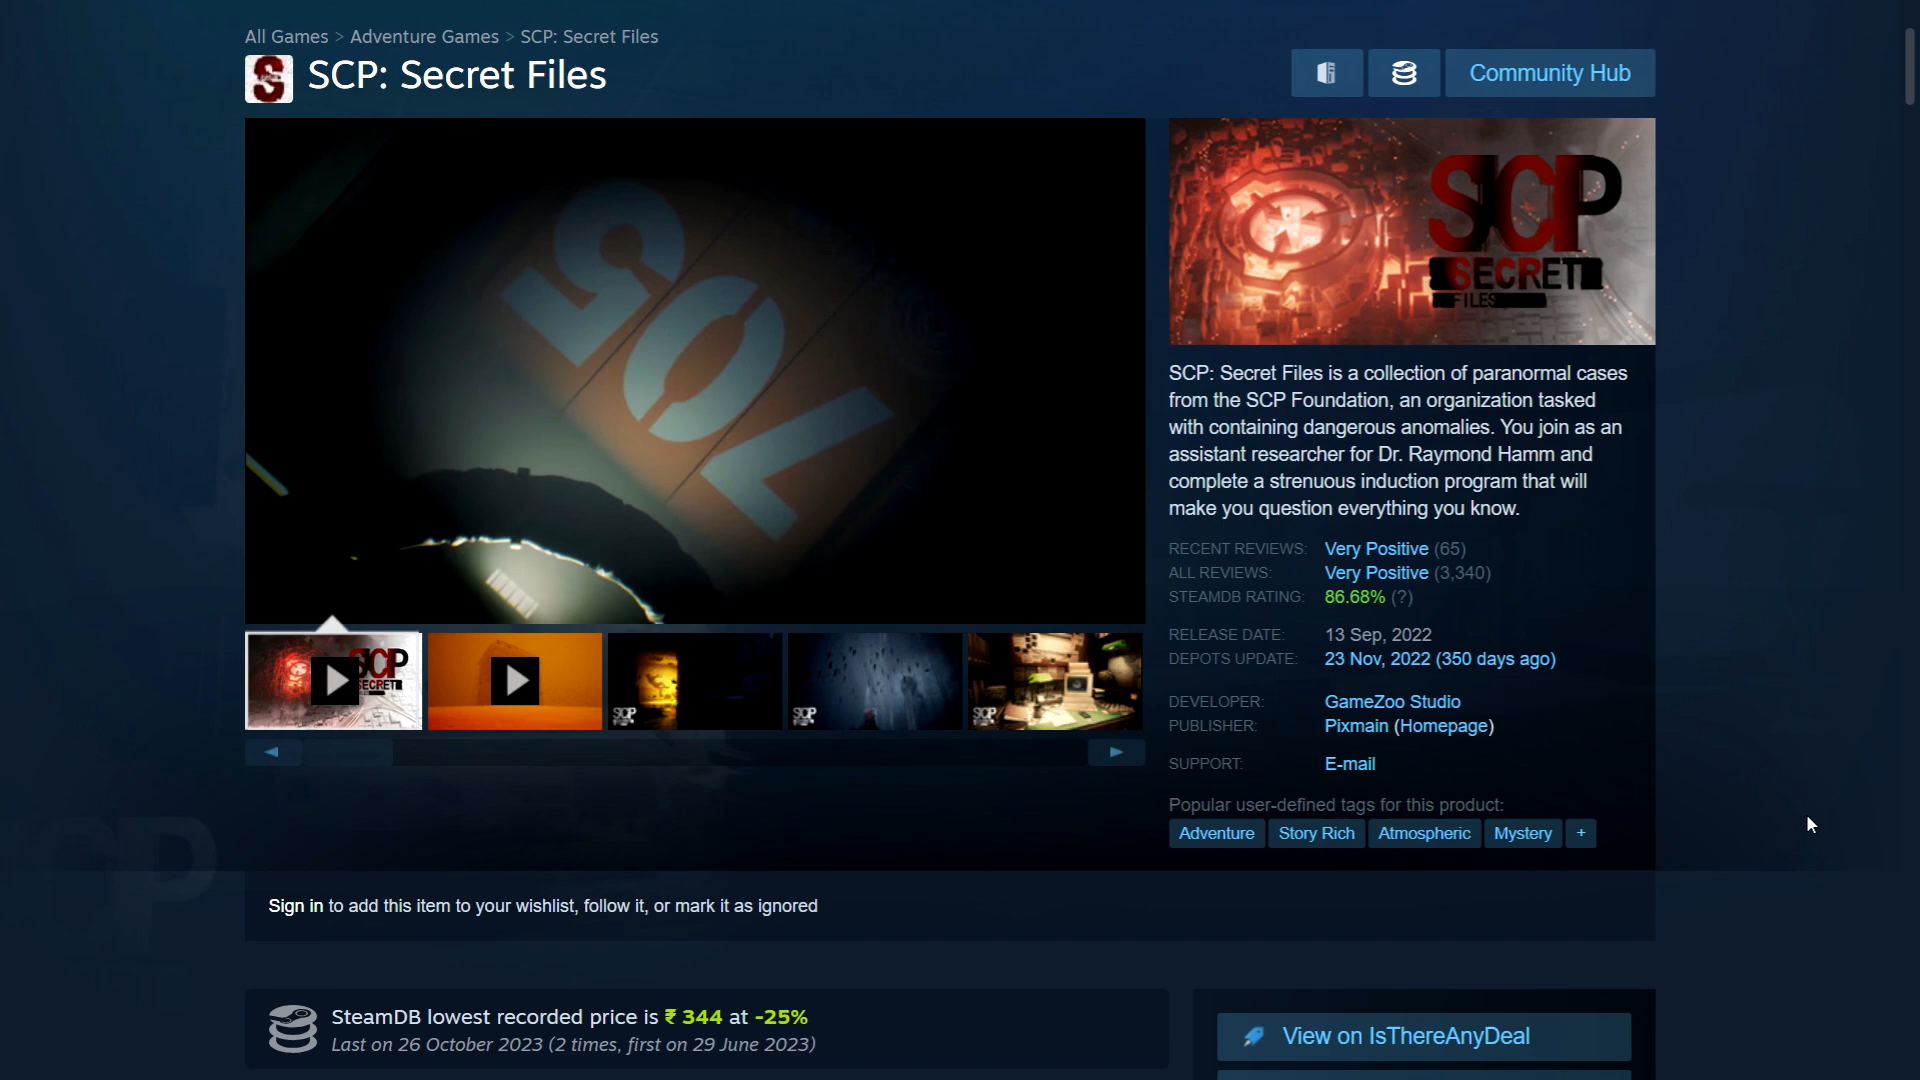 All Games > Adventure Games > SCP: Secret Files
SCP: Secret Files
Community Hub
705
SCP
SECRET
FILES
SCP: Secret Files is a collection of paranormal cases
from the SCP Foundation, an organization tasked
with containing dangerous anomalies. You join as an
assistant researcher for Dr. Raymond Hamm and
complete a strenuous induction program that will
make you question everything you know.
RECENT REVIEWS: Very Positive (65)
ALL REVIEWS: Very Positive (3,340)
STEAMDB RATING: 86.68% (?)
RELEASE DATE: 13 Sep, 2022
DEPOTS UPDATE: 23 Nov, 2022 (350 days ago)
DEVELOPER: GameZoo Studio
PUBLISHER: Pixmain (Homepage)
SUPPORT: E-mail
Popular user-defined tags for this product:
Adventure Story Rich Atmospheric Mystery +
SCP
SECRET
SCP
SCP
SCP
Sign in to add this item to your wishlist, follow it, or mark it as ignored
SteamDB lowest recorded price is ₹ 344 at -25%
Last on 26 October 2023 (2 times, first on 29 June 2023)
View on IsThereAnyDeal